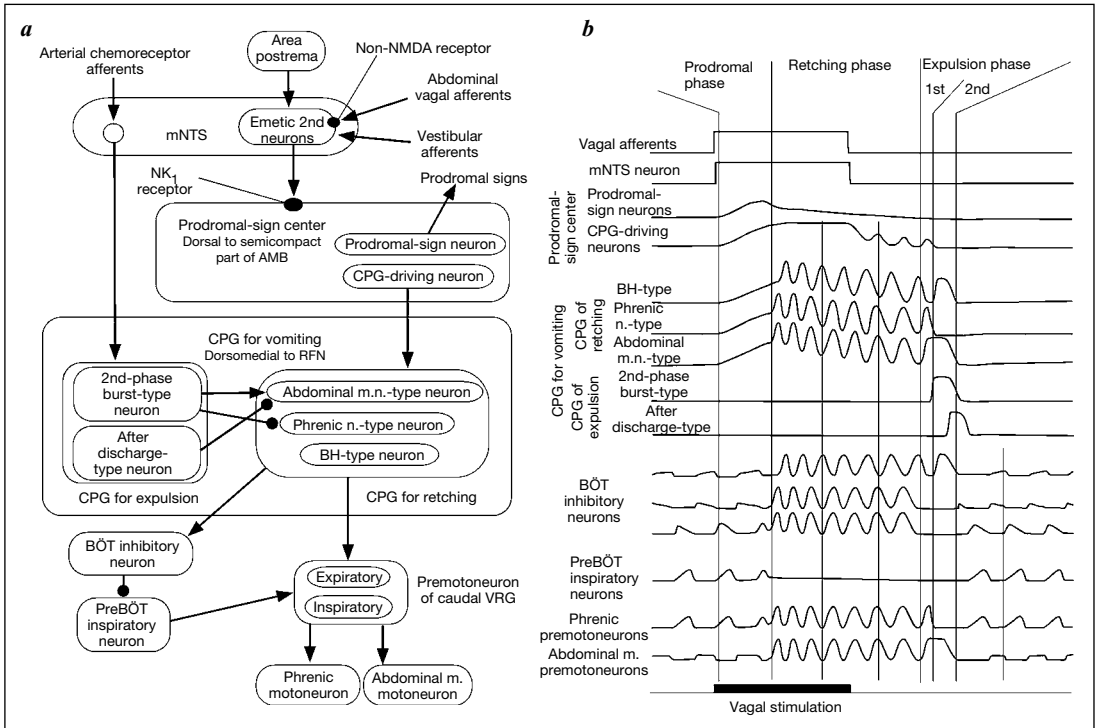 a
Arterial chemoreceptor
afferents
Area
postrema
Non-NMDA receptor
Abdominal
vagal afferents
mNTS
Emetic 2nd
neurons
Vestibular
afferents
NK1
receptor
Prodromal signs
Prodromal-sign center
Dorsal to semicompact
part of AMB
Prodromal-sign neuron
CPG-driving neuron
CPG for vomiting
Dorsomedial to RFN
2nd-phase
burst-type
neuron
Abdominal m.n.-type neuron
Phrenic n.-type neuron
After
discharge-
type neuron
BH-type neuron
CPG for expulsion
CPG for retching
BÖT inhibitory
neuron
Expiratory
Inspiratory
Premotoneuron
of caudal VRG
PreBÖT
inspiratory
neuron
Phrenic
motoneuron
Abdominal m.
motoneuron
b
Prodromal
phase
Retching phase
Expulsion phase
1st
2nd
Vagal afferents
mNTS neuron
Prodromal-
sign center
Prodromal-
sign neurons
CPG-driving
neurons
CPG for vomiting
CPG of
retching
BH-type
Phrenic
n.-type
Abdominal
m.n.-type
CPG of
expulsion
2nd-phase
burst-type
After
discharge-type
BÖT
inhibitory
neurons
PreBÖT
inspiratory
neurons
Phrenic
premotoneurons
Abdominal m.
premotoneurons
Vagal stimulation